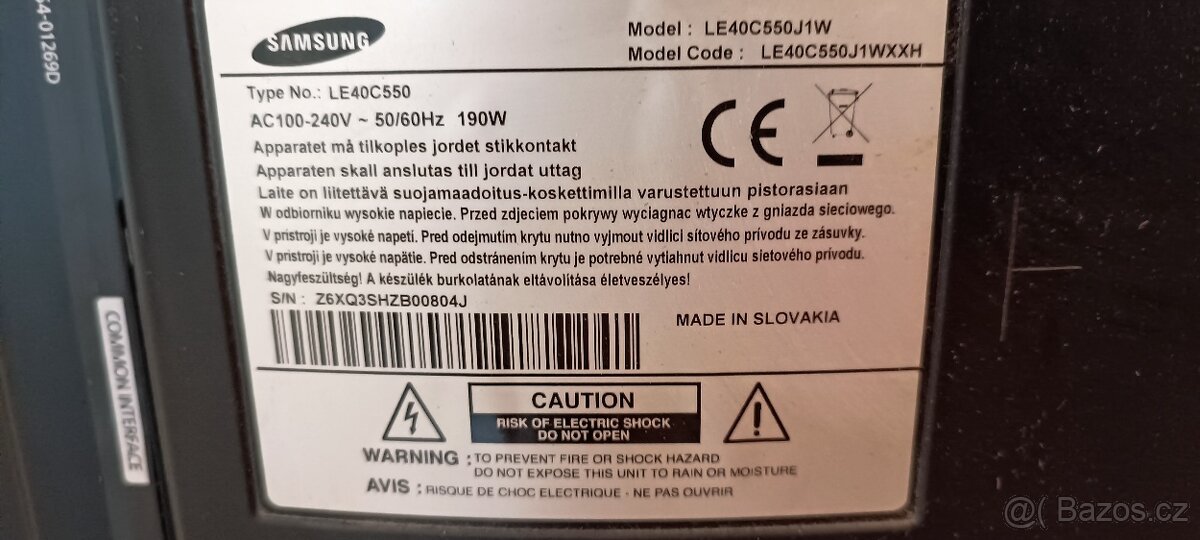 SAMSUNG
Model : LE40C550J1W
Model Code : LE40C550J1WXXH
Type No.: LE40C550
AC100-240V ~ 50/60Hz 190W
Apparatet må tilkoples jordet stikkontakt
Apparaten skall anslutas till jordat uttag
Laite on liitettävä suojamaadoitus-koskettimilla varustettuun pistorasiaan
W odbiorniku wysokie napiecie. Przed zdjeciem pokrywy wyciagnac wtyczke z gniazda sieciowego.
V prístroji je vysoké napetí. Pred odejmutím krytu nutno vyjmout vidlici sítového prívodu ze zásuvky.
V prístroji je vysoké napätie. Pred odstránením krytu je potrebné vytiahnut vidlicu sietového prívodu.
Nagyfeszültség! A készülék burkolatának eltávolítása életveszélyes!
S/N : Z6XQ3SHZB00804J
MADE IN SLOVAKIA
CE
CAUTION
RISK OF ELECTRIC SHOCK
DO NOT OPEN
WARNING : TO PREVENT FIRE OR SHOCK HAZARD
DO NOT EXPOSE THIS UNIT TO RAIN OR MOISTURE
AVIS : RISQUE DE CHOC ELECTRIQUE - NE PAS OUVRIR
4-01269D
COMMON INTERFACE
@( Bazos.cz